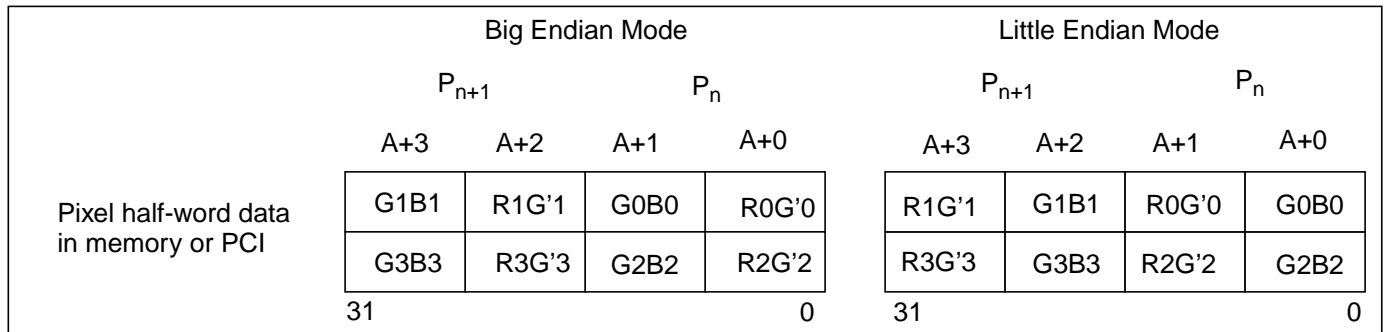 Big Endian Mode Little Endian Mode
Pn+1 Pn Pn+1 Pn
A+3 A+2 A+1 A+0 A+3 A+2 A+1 A+0
Pixel half-word data
in memory or PCI
G1B1 R1G'1 G0B0 R0G'0 R1G'1 G1B1 R0G'0 G0B0
G3B3 R3G'3 G2B2 R2G'2 R3G'3 G3B3 R2G'2 G2B2
31 0 31 0